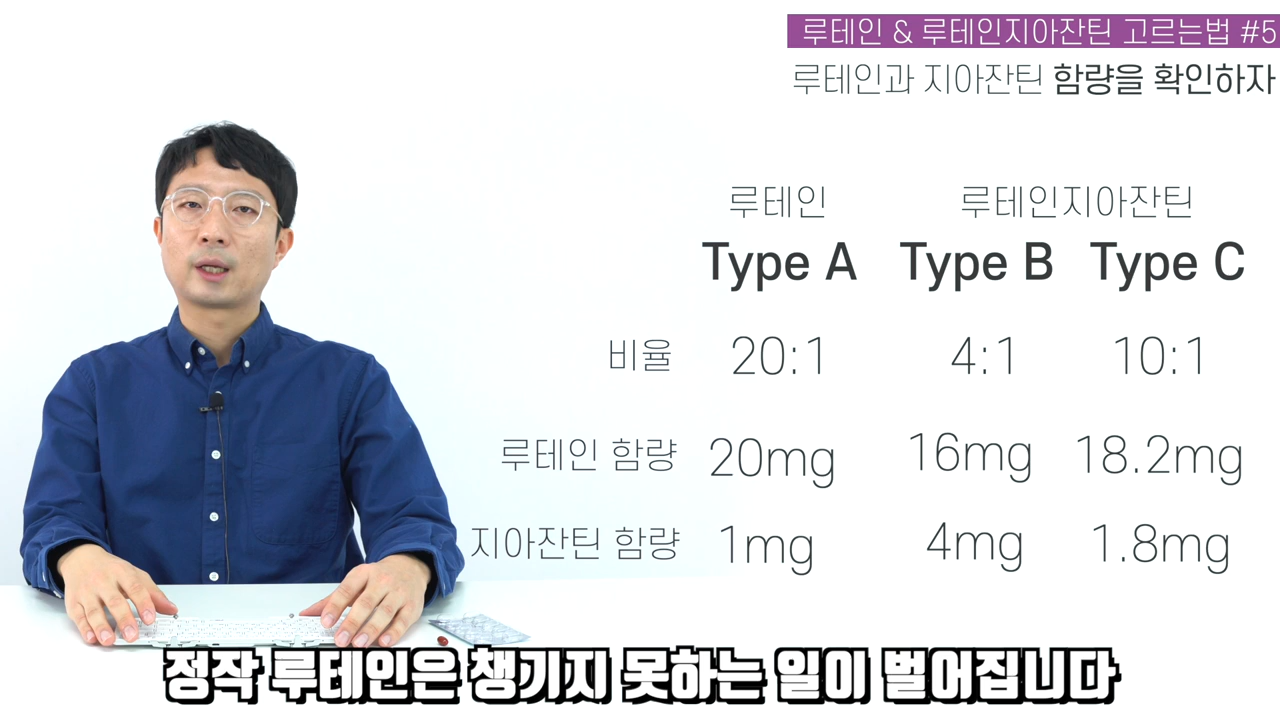 루테인 & 루테인지아잔틴 고르는법 #5
루테인과 지아잔틴 함량을 확인하자
루테인 루테인지아잔틴
Type A Type B Type C
비율 20:1 4:1 10:1
루테인 함량 20mg 16mg 18.2mg
지아잔틴 함량 1mg 4mg 1.8mg
정작 루테인은 챙기지 못하는 일이 벌어집니다